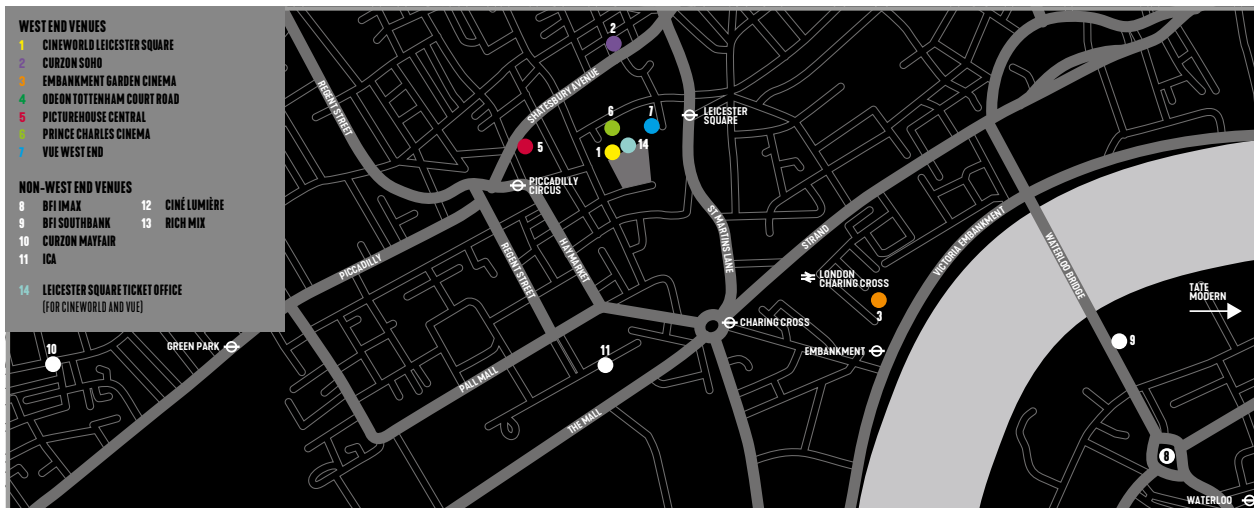 WEST END VENUES
1 CINEWORLD LEICESTER SQUARE
2 CURZON SOHO
3 EMBANKMENT GARDEN CINEMA
4 ODEON TOTTENHAM COURT ROAD
5 PICTUREHOUSE CENTRAL
6 PRINCE CHARLES CINEMA
7 VUE WEST END
NON-WEST END VENUES
8 BFI IMAX
9 BFI SOUTHBANK
10 CURZON MAYFAIR
11 ICA
12 CINÉ LUMIÈRE
13 RICH MIX
14 LEICESTER SQUARE TICKET OFFICE
(FOR CINEWORLD AND VUE)
2
REGENT STREET
SHATESBURY AVENUE
6
7
LEICESTER
SQUARE
5
1
14
PICCADILLY
CIRCUS
PICCADILLY
REGENT STREET
HAYMARKET
ST MARTINS LANE
STRAND
VICTORIA EMBANKMENT
WATERLOO BRIDGE
LONDON
CHARING CROSS
3
TATE
MODERN
CHARING CROSS
EMBANKMENT
9
10
GREEN PARK
11
PALL MALL
THE MALL
8
WATERLOO